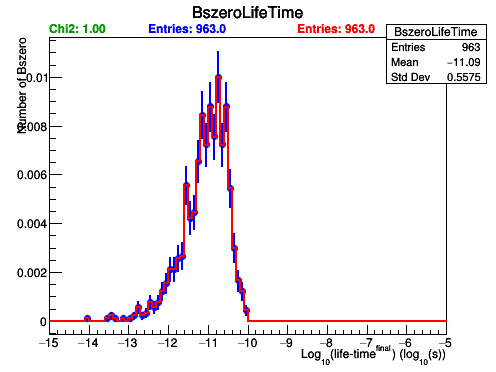 BszeroLifeTime
Chi2: 1.00 Entries: 963.0 Entries: 963.0
BszeroLifeTime
Entries 963
Mean −11.09
Std Dev 0.5575
Number of Bszero
0.01
0.008
0.006
0.004
0.002
0
−15 −14 −13 −12 −11 −10 −9 −8 −7 −6 −5
Log10(life-timefinal) (log10(s))